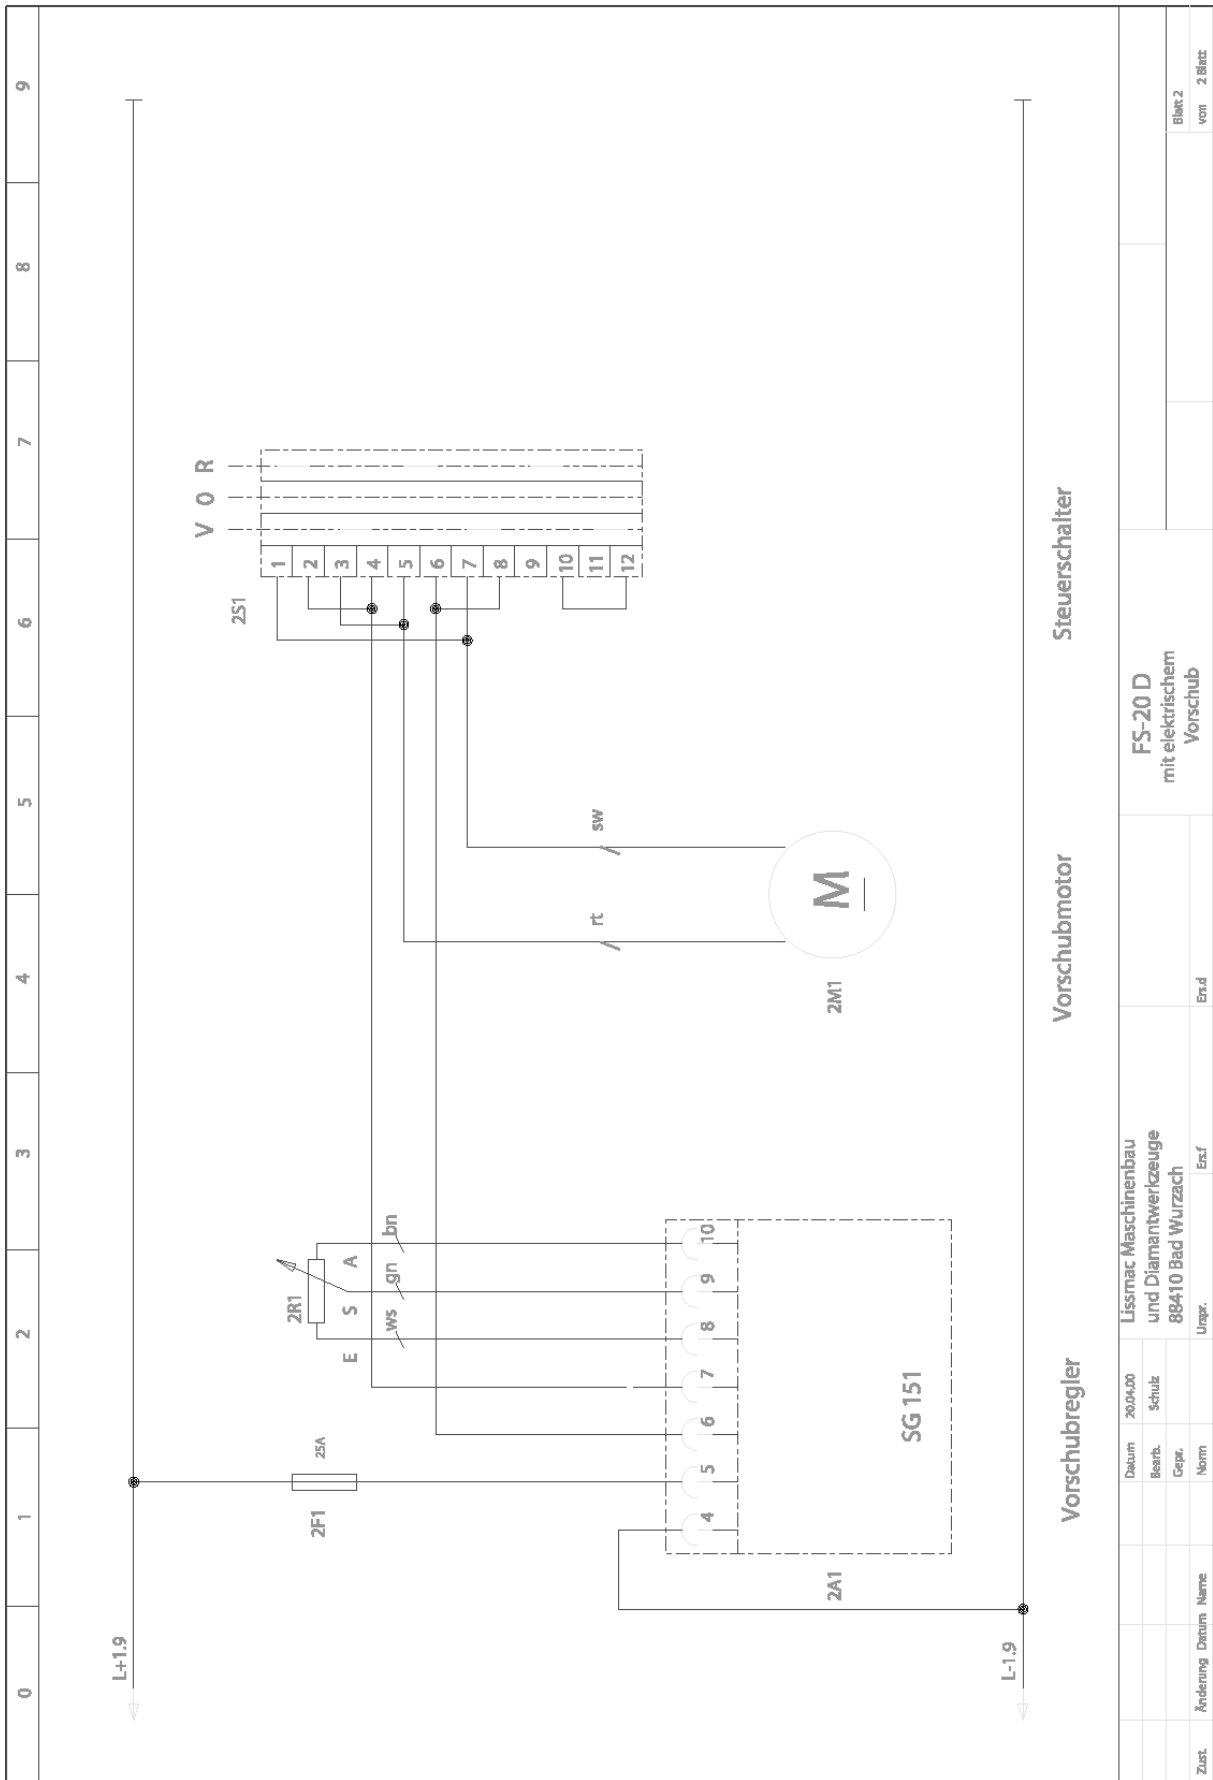 0 1 2 3 4 5 6 7 8 9
L+1.9
2F1
25A
2R1
E S A
ws gn bn
2S1
V 0 R
1
2
3
4
5
6
7
8
9
10
11
12
rt sw
2M1
M
4 5 6 7 8 9 10
2A1
SG 151
L-1.9
Vorschubregler
Vorschubmotor
Steuerschalter
Datum 20.04.00
Bearb. Schulz
Gepr.
Norm
Zust. Änderung Datum Name
Lissmac Maschinenbau
und Diamantwerkzeuge
88410 Bad Wurzach
Urspr. Ers.f Ers.d
FS-20 D
mit elektrischem
Vorschub
Blatt 2
von 2 Blatt